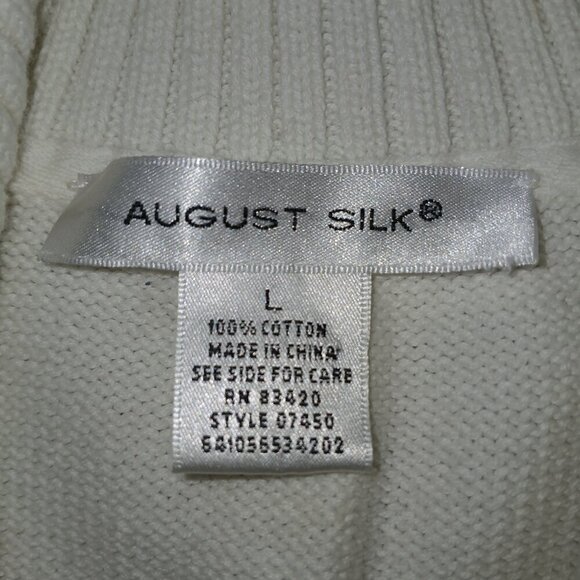 AUGUST SILK®
L
100% COTTON
MADE IN CHINA
SEE SIDE FOR CARE
RN 83420
STYLE 07450
641056534202